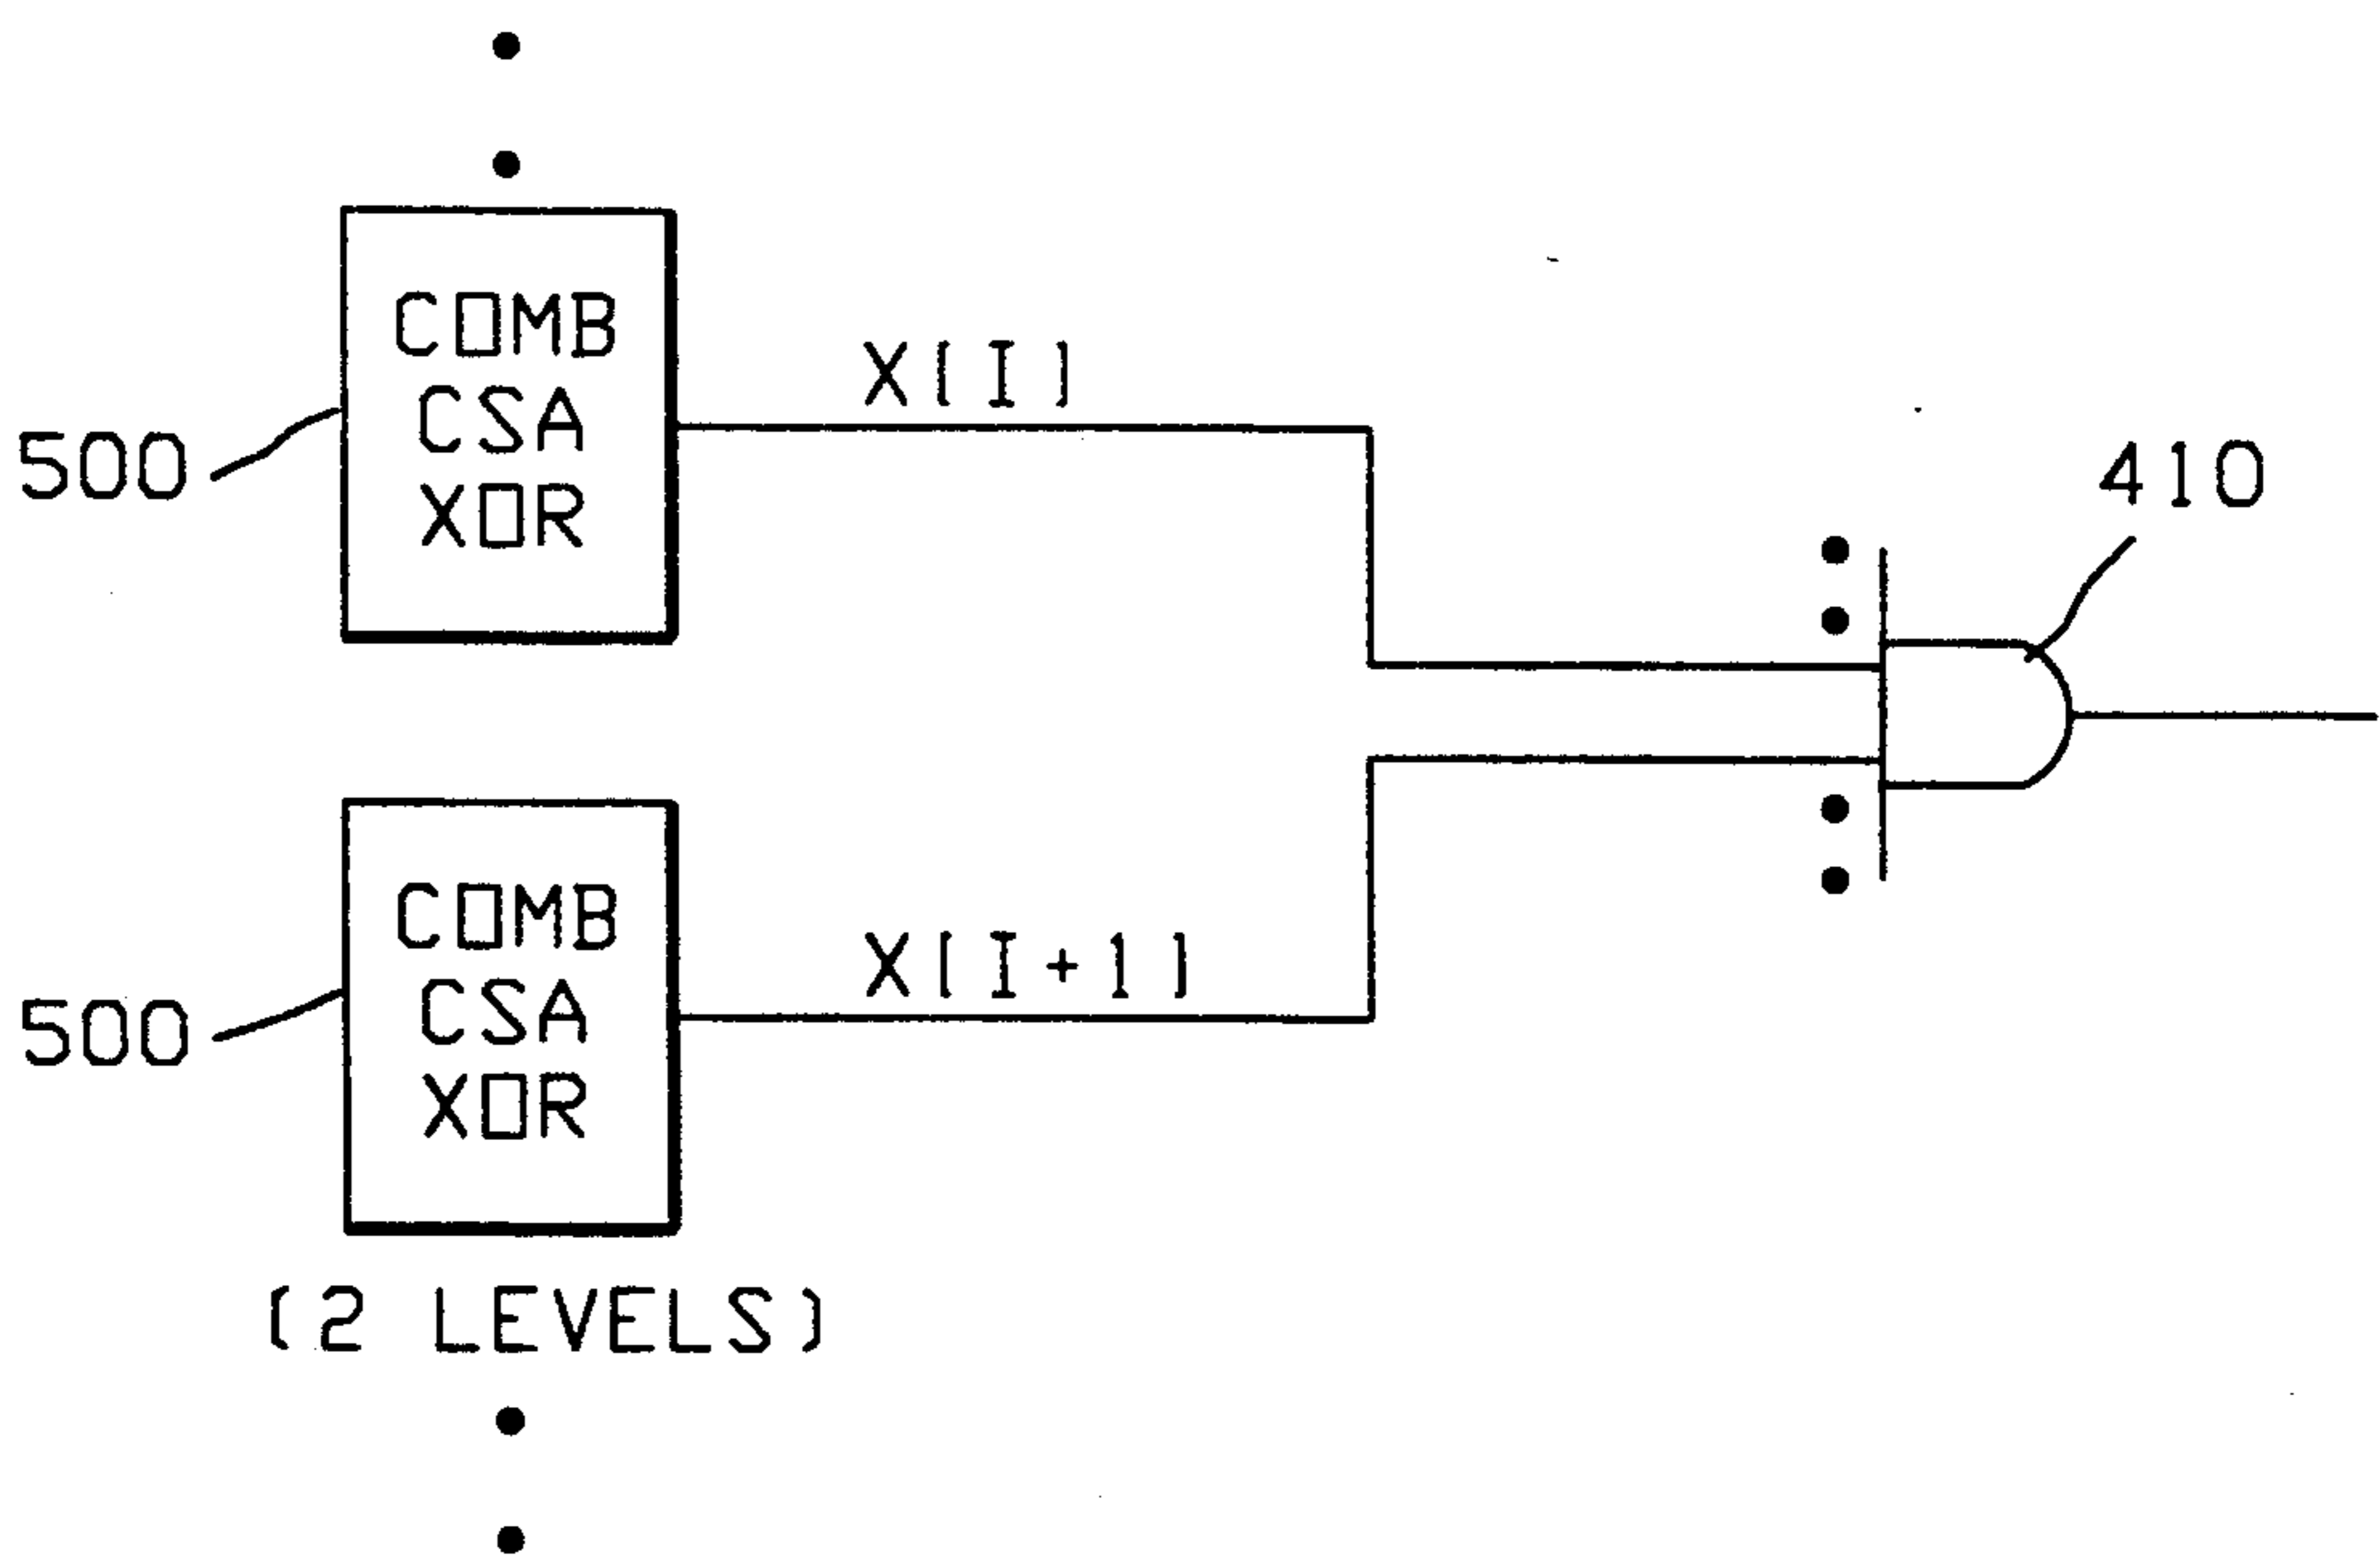 COMB
CSA
XOR
500
X(I)
410
COMB
CSA
XOR
500
X(I+1)
(2 LEVELS)